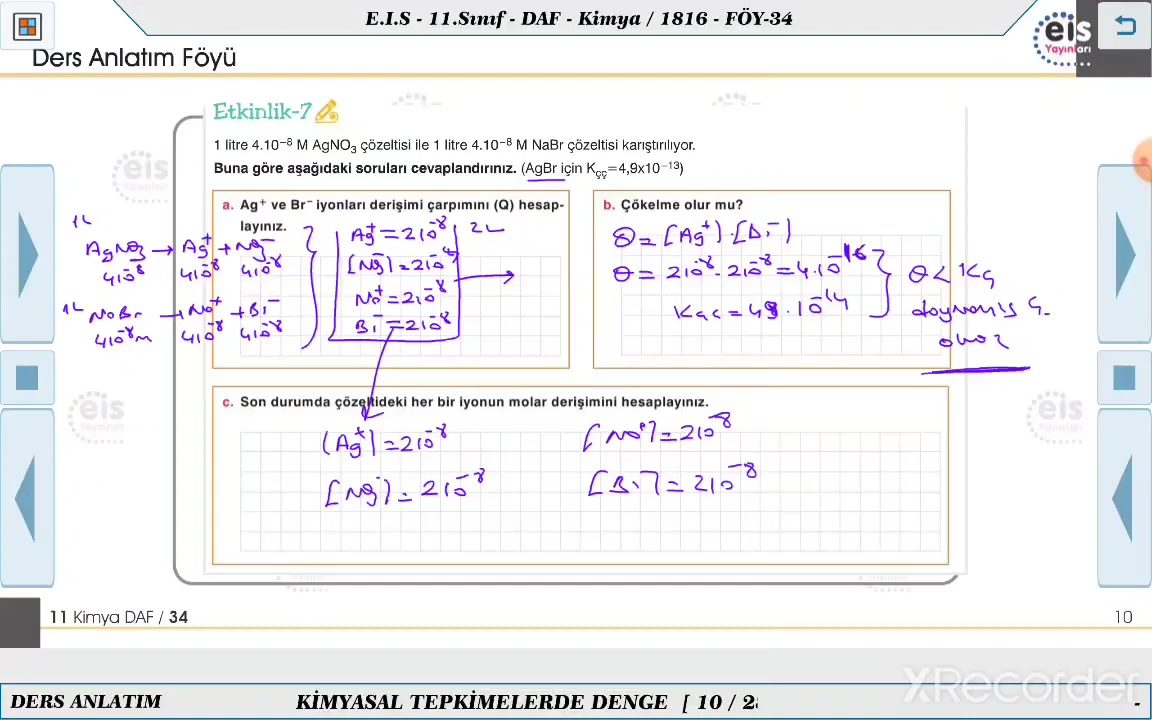 E.I.S - 11.Sınıf - DAF - Kimya / 1816 - FÖY-34
Ders Anlatım Föyü
eis
Yayınları
Etkinlik-7
1 litre 4.10⁻⁸ M AgNO₃ çözeltisi ile 1 litre 4.10⁻⁸ M NaBr çözeltisi karıştırılıyor.
Buna göre aşağıdaki soruları cevaplandırınız. (AgBr için Kçç=4,9x10⁻¹³)
a. Ag⁺ ve Br⁻ iyonları derişimi çarpımını (Q) hesap-
layınız.
1L
AgNO₃ → Ag⁺ + NO₃⁻
4 10⁻⁸ 4 10⁻⁸ 4 10⁻⁸
1L
NaBr → Na⁺ + Br⁻
4 10⁻⁸ M 4 10⁻⁸ 4 10⁻⁸
Ag⁺ = 2 10⁻⁸ 2L
[NO₃⁻] = 2 10⁻⁸
Na⁺ = 2 10⁻⁸
Br⁻ = 2 10⁻⁸
b. Çökelme olur mu?
Q = [Ag⁺] . [Br⁻]
Q = 2 10⁻⁸ . 2 10⁻⁸ = 4 . 10⁻¹⁶
Kçç = 49 . 10⁻¹⁴
Q < Kç
doymamış Ç.
c. Son durumda çözeltideki her bir iyonun molar derişimini hesaplayınız.
[Ag⁺] = 2 10⁻⁸ [Na⁺] = 2 10⁻⁸
[NO₃⁻] = 2 10⁻⁸ [Br⁻] = 2 10⁻⁸
11 Kimya DAF / 34
10
XRecorder
DERS ANLATIM
KİMYASAL TEPKİMELERDE DENGE [ 10 / 2
-